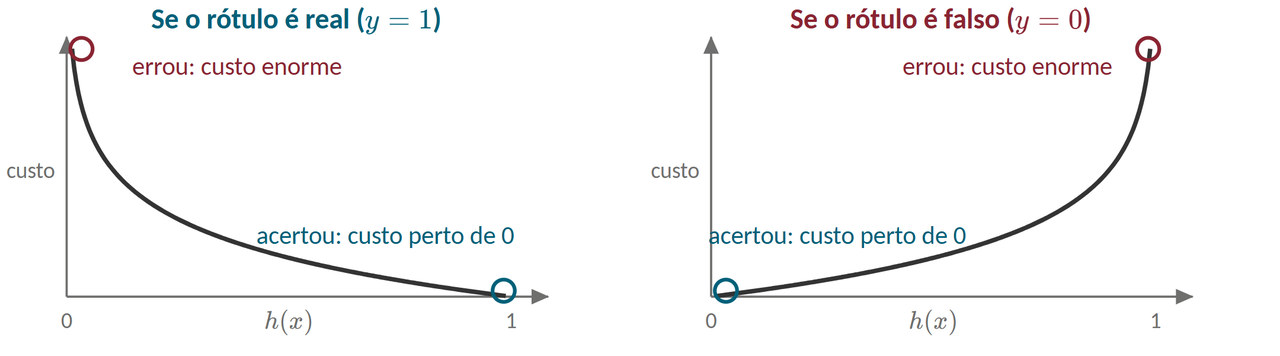 Se o rótulo é real (y = 1)
errou: custo enorme
custo
acertou: custo perto de 0
0
h(x)
1
Se o rótulo é falso (y = 0)
errou: custo enorme
custo
acertou: custo perto de 0
0
h(x)
1